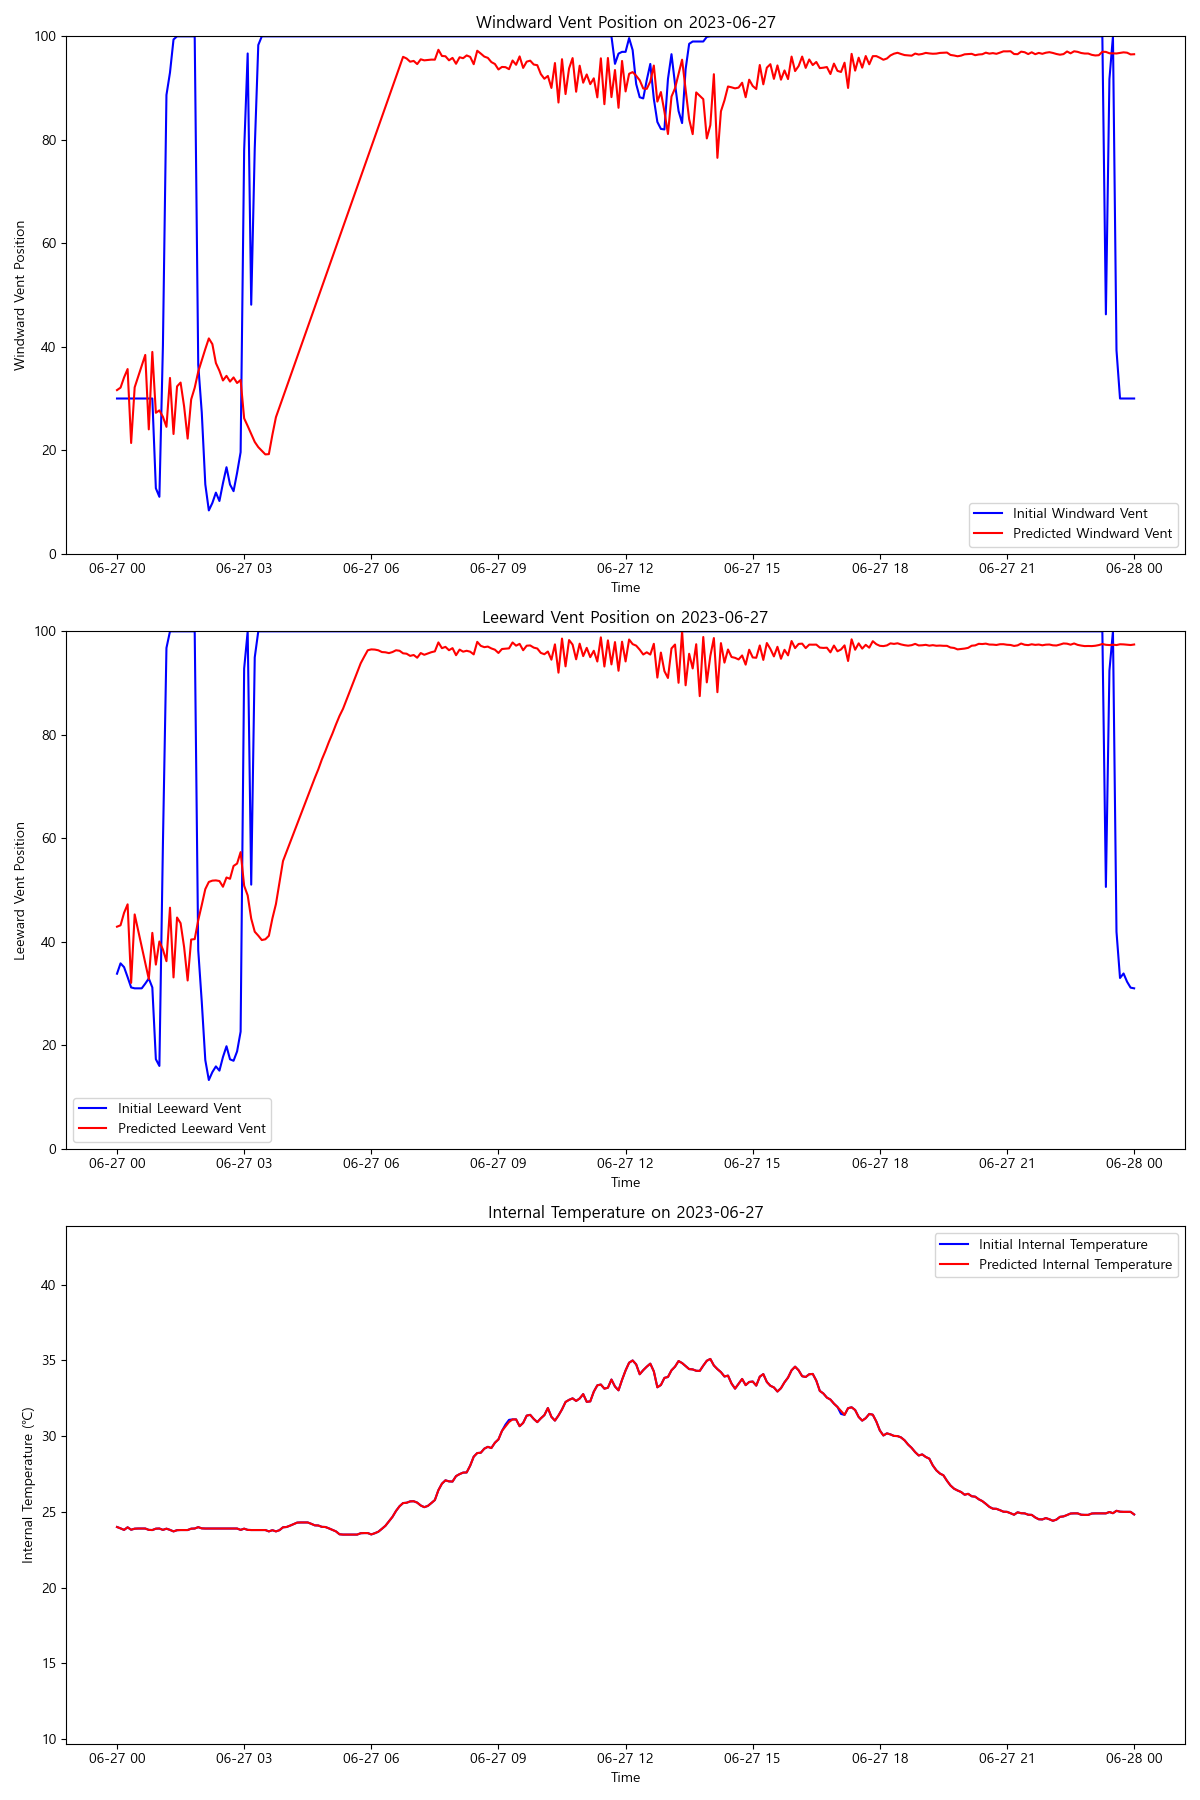 Windward Vent Position on 2023-06-27
100
80
60
40
20
0
Windward Vent Position
Initial Windward Vent
Predicted Windward Vent
06-27 00 06-27 03 06-27 06 06-27 09 06-27 12 06-27 15 06-27 18 06-27 21 06-28 00
Time
Leeward Vent Position on 2023-06-27
100
80
60
40
20
0
Leeward Vent Position
Initial Leeward Vent
Predicted Leeward Vent
06-27 00 06-27 03 06-27 06 06-27 09 06-27 12 06-27 15 06-27 18 06-27 21 06-28 00
Time
Internal Temperature on 2023-06-27
Initial Internal Temperature
Predicted Internal Temperature
40
35
30
25
20
15
10
Internal Temperature (℃)
06-27 00 06-27 03 06-27 06 06-27 09 06-27 12 06-27 15 06-27 18 06-27 21 06-28 00
Time